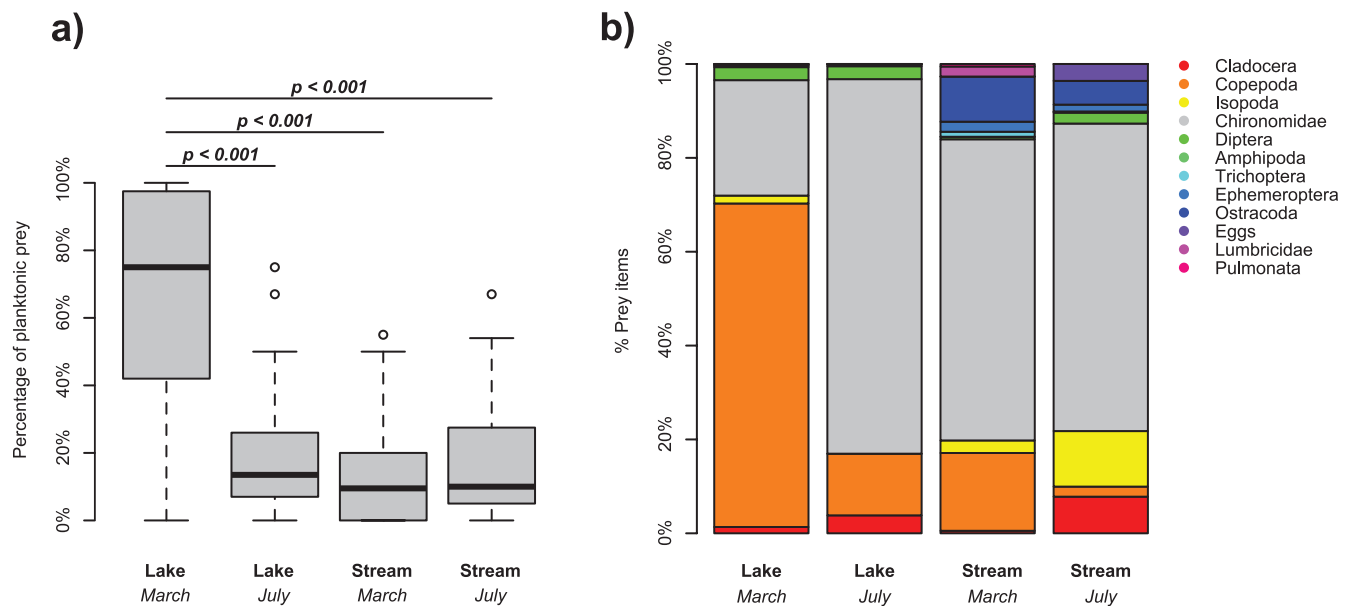 a)
p < 0.001
p < 0.001
p < 0.001
Percentage of planktonic prey
100%
80%
60%
40%
20%
0%
Lake Lake Stream Stream
March July March July
b)
% Prey items
100%
80%
60%
40%
20%
0%
Lake Lake Stream Stream
March July March July
Cladocera
Copepoda
Isopoda
Chironomidae
Diptera
Amphipoda
Trichoptera
Ephemeroptera
Ostracoda
Eggs
Lumbricidae
Pulmonata